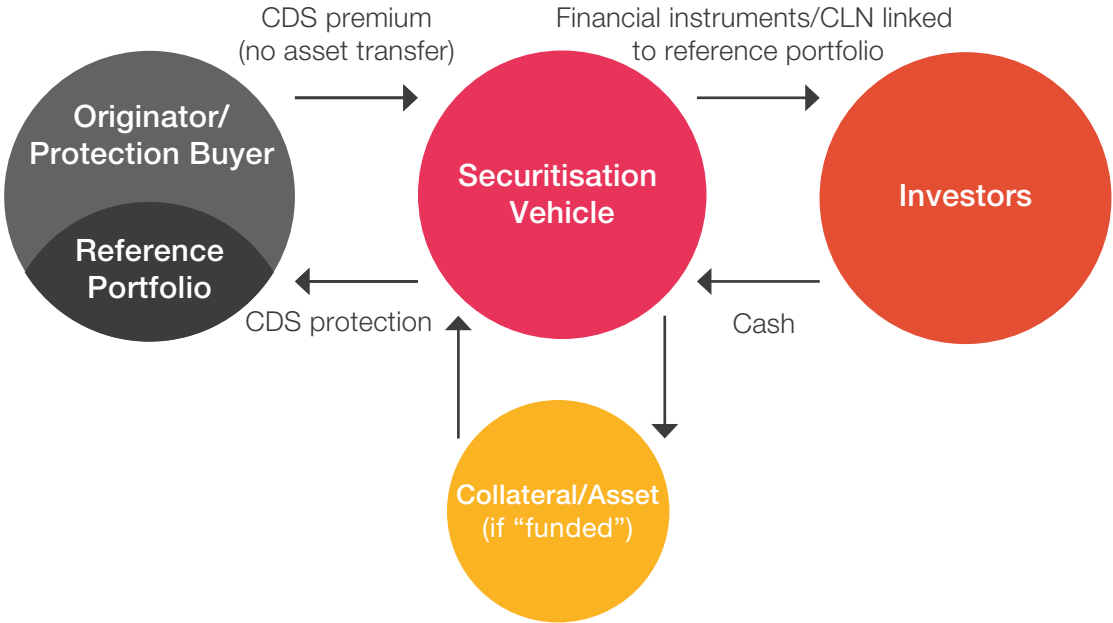 CDS premium
(no asset transfer)
Financial instruments/CLN linked
to reference portfolio
Originator/
Protection Buyer
Securitisation
Vehicle
Investors
Reference
Portfolio
CDS protection
Cash
Collateral/Asset
(if “funded”)